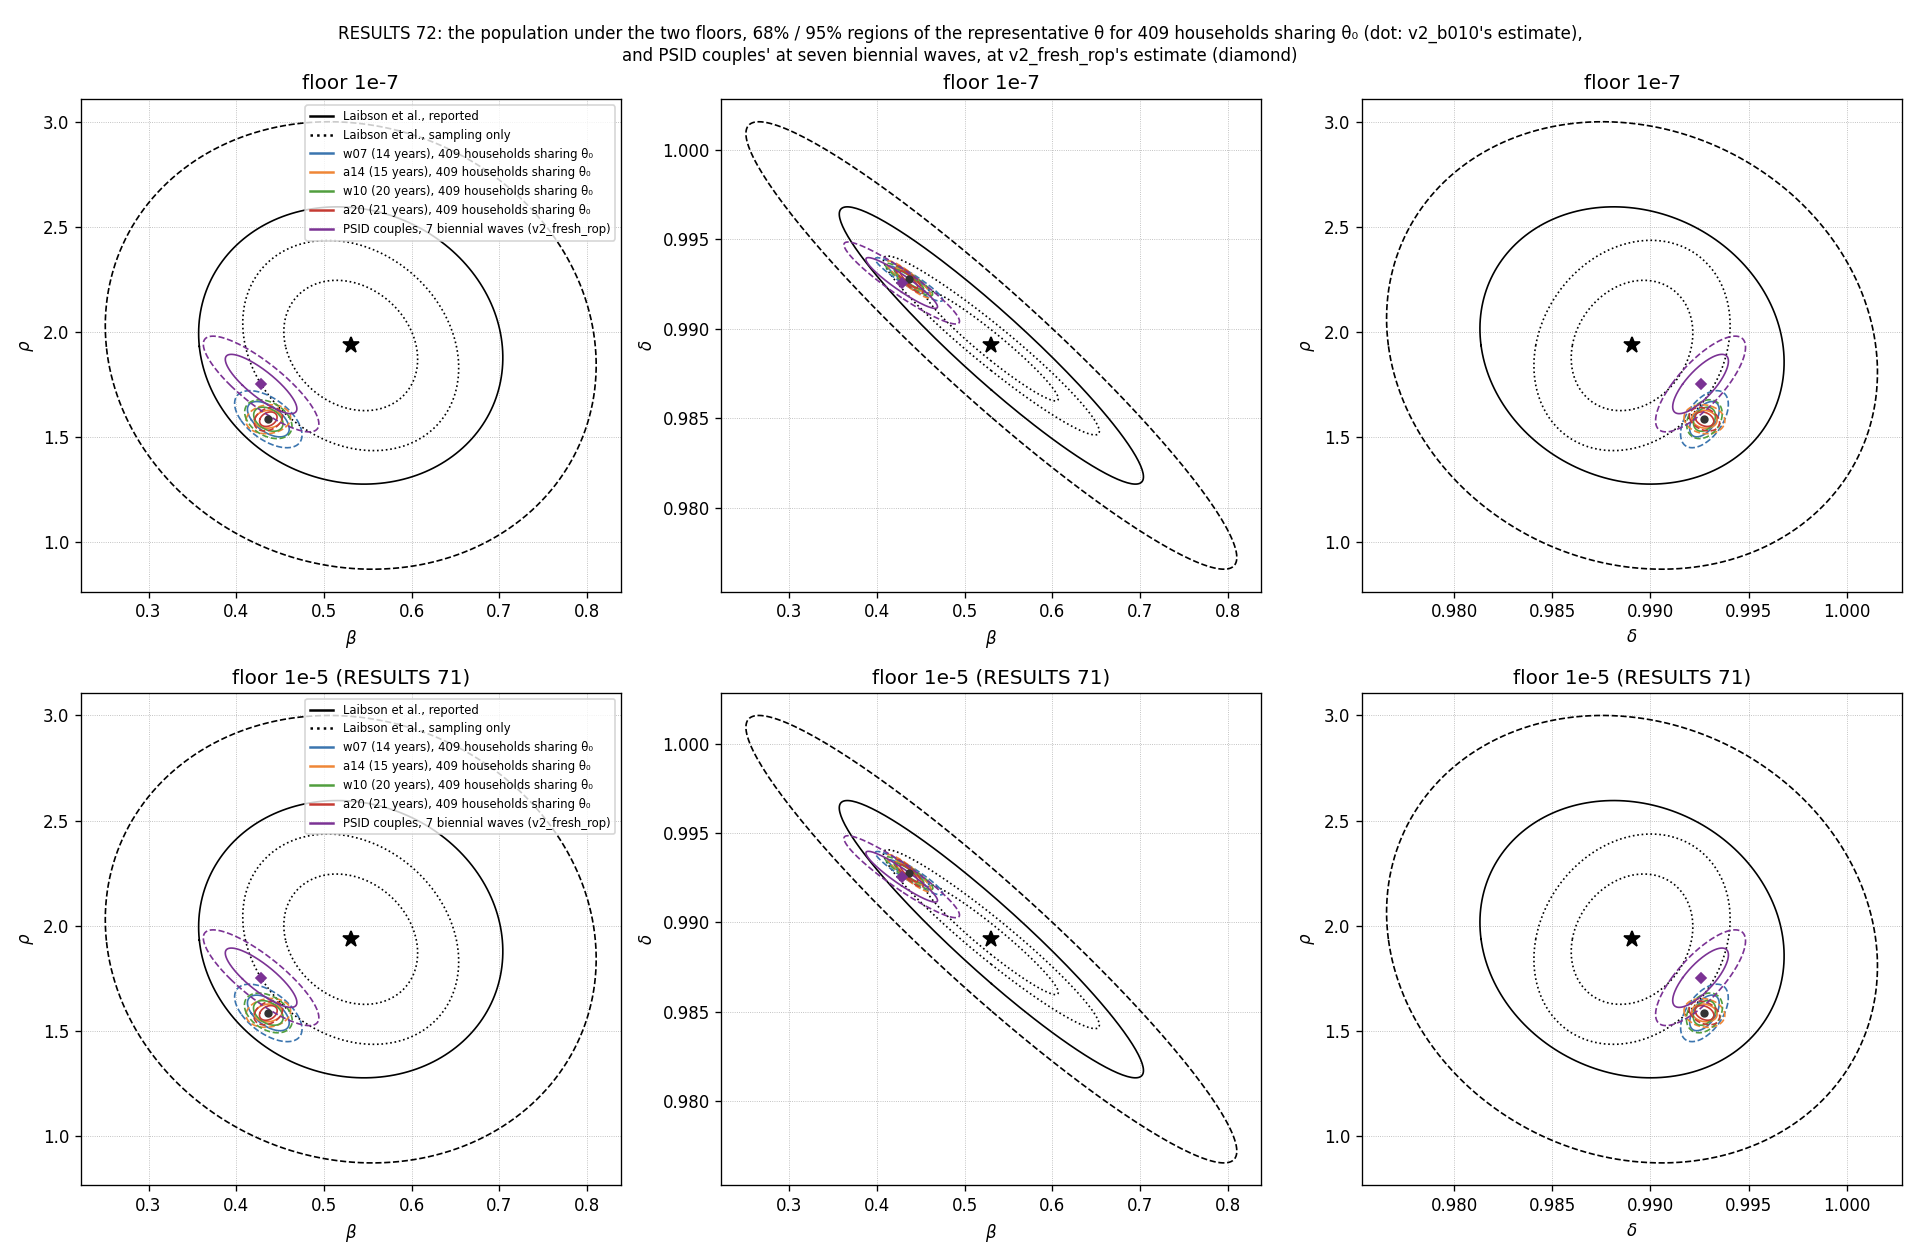 RESULTS 72: the population under the two floors, 68% / 95% regions of the representative θ for 409 households sharing θ₀ (dot: v2_b010's estimate),
and PSID couples' at seven biennial waves, at v2_fresh_rop's estimate (diamond)
floor 1e-7
3.0
2.5
2.0
1.5
1.0
ρ
0.3 0.4 0.5 0.6 0.7 0.8
β
Laibson et al., reported
Laibson et al., sampling only
w07 (14 years), 409 households sharing θ₀
a14 (15 years), 409 households sharing θ₀
w10 (20 years), 409 households sharing θ₀
a20 (21 years), 409 households sharing θ₀
PSID couples, 7 biennial waves (v2_fresh_rop)
floor 1e-7
1.000
0.995
0.990
0.985
0.980
δ
0.3 0.4 0.5 0.6 0.7 0.8
β
floor 1e-7
3.0
2.5
2.0
1.5
1.0
ρ
0.980 0.985 0.990 0.995 1.000
δ
floor 1e-5 (RESULTS 71)
3.0
2.5
2.0
1.5
1.0
ρ
0.3 0.4 0.5 0.6 0.7 0.8
β
Laibson et al., reported
Laibson et al., sampling only
w07 (14 years), 409 households sharing θ₀
a14 (15 years), 409 households sharing θ₀
w10 (20 years), 409 households sharing θ₀
a20 (21 years), 409 households sharing θ₀
PSID couples, 7 biennial waves (v2_fresh_rop)
floor 1e-5 (RESULTS 71)
1.000
0.995
0.990
0.985
0.980
δ
0.3 0.4 0.5 0.6 0.7 0.8
β
floor 1e-5 (RESULTS 71)
3.0
2.5
2.0
1.5
1.0
ρ
0.980 0.985 0.990 0.995 1.000
δ